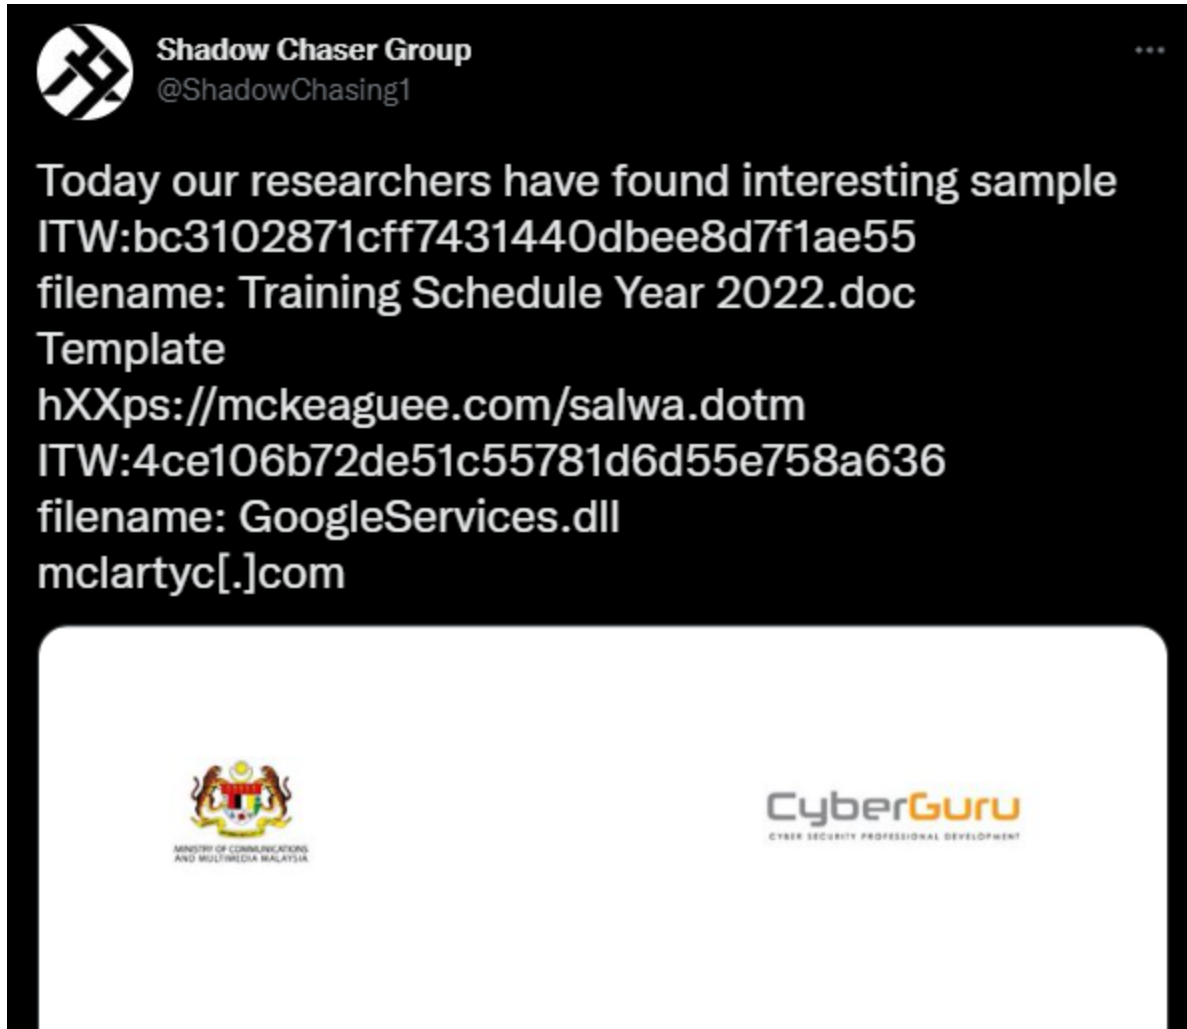 Shadow Chaser Group
@ShadowChasing1
Today our researchers have found interesting sample
ITW:bc3102871cff7431440dbee8d7f1ae55
filename: Training Schedule Year 2022.doc
Template
hXXps://mckeaguee.com/salwa.dotm
ITW:4ce106b72de51c55781d6d55e758a636
filename: GoogleServices.dll
mclartyc[.]com
MINISTRY OF COMMUNICATIONS
AND MULTIMEDIA MALAYSIA
CyberGuru
CYBER SECURITY PROFESSIONAL DEVELOPMENT